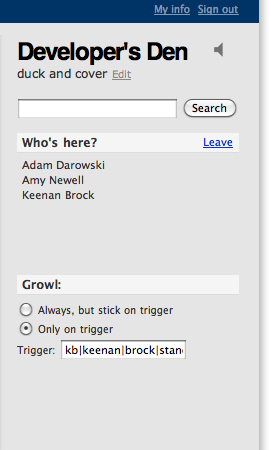 My info Sign out
Developer's Den
duck and cover Edit
Search
Who's here? Leave
Adam Darowski
Amy Newell
Keenan Brock
Growl:
Always, but stick on trigger
Only on trigger
Trigger: kb|keenan|brock|stan